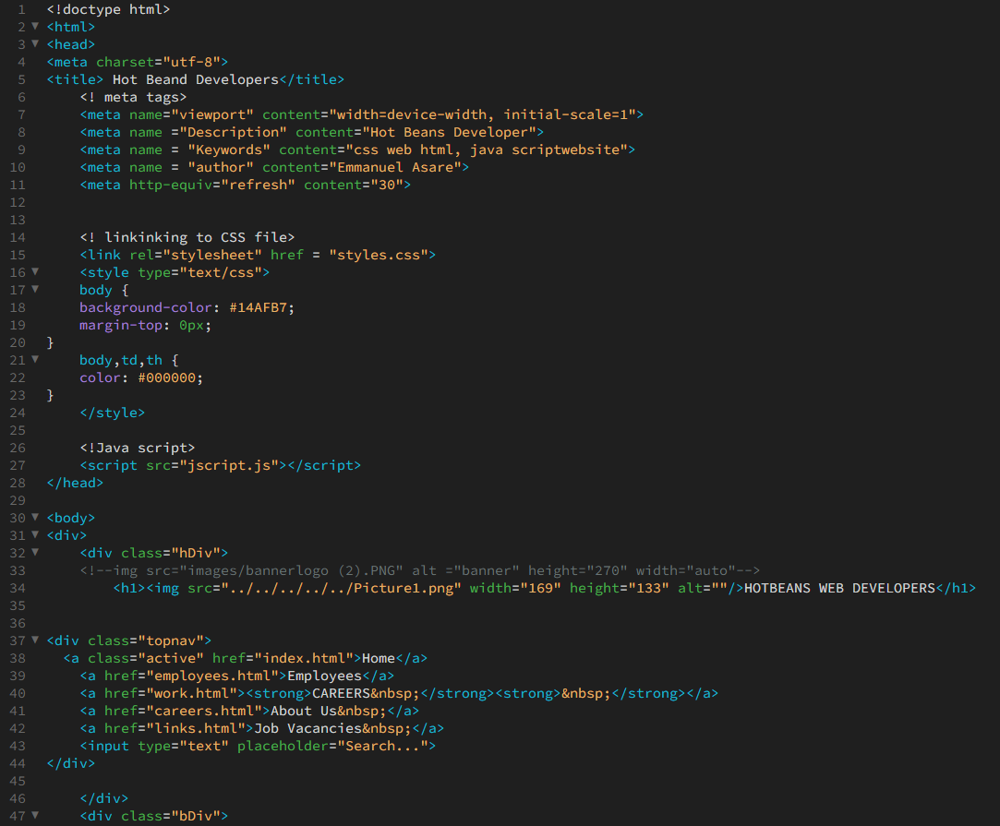 1 <!doctype html>
2 <html>
3 <head>
4 <meta charset="utf-8">
5 <title> Hot Beand Developers</title>
6 <! meta tags>
7 <meta name="viewport" content="width=device-width, initial-scale=1">
8 <meta name ="Description" content="Hot Beans Developer">
9 <meta name = "Keywords" content="css web html, java scriptwebsite">
10 <meta name = "author" content="Emmanuel Asare">
11 <meta http-equiv="refresh" content="30">
12
13
14 <! linkinking to CSS file>
15 <link rel="stylesheet" href = "styles.css">
16 <style type="text/css">
17 body {
18 background-color: #14AFB7;
19 margin-top: 0px;
20 }
21 body,td,th {
22 color: #000000;
23 }
24 </style>
25
26 <!Java script>
27 <script src="jscript.js"></script>
28 </head>
29
30 <body>
31 <div>
32 <div class="hDiv">
33 <!--img src="images/bannerlogo (2).PNG" alt ="banner" height="270" width="auto"-->
34 <h1><img src="../../../../../Picture1.png" width="169" height="133" alt=""/>HOTBEANS WEB DEVELOPERS</h1>
35
36
37 <div class="topnav">
38 <a class="active" href="index.html">Home</a>
39 <a href="employees.html">Employees</a>
40 <a href="work.html"><strong>CAREERS&nbsp;</strong><strong>&nbsp;</strong></a>
41 <a href="careers.html">About Us&nbsp;</a>
42 <a href="links.html">Job Vacancies&nbsp;</a>
43 <input type="text" placeholder="Search...">
44 </div>
45
46 </div>
47 <div class="bDiv">